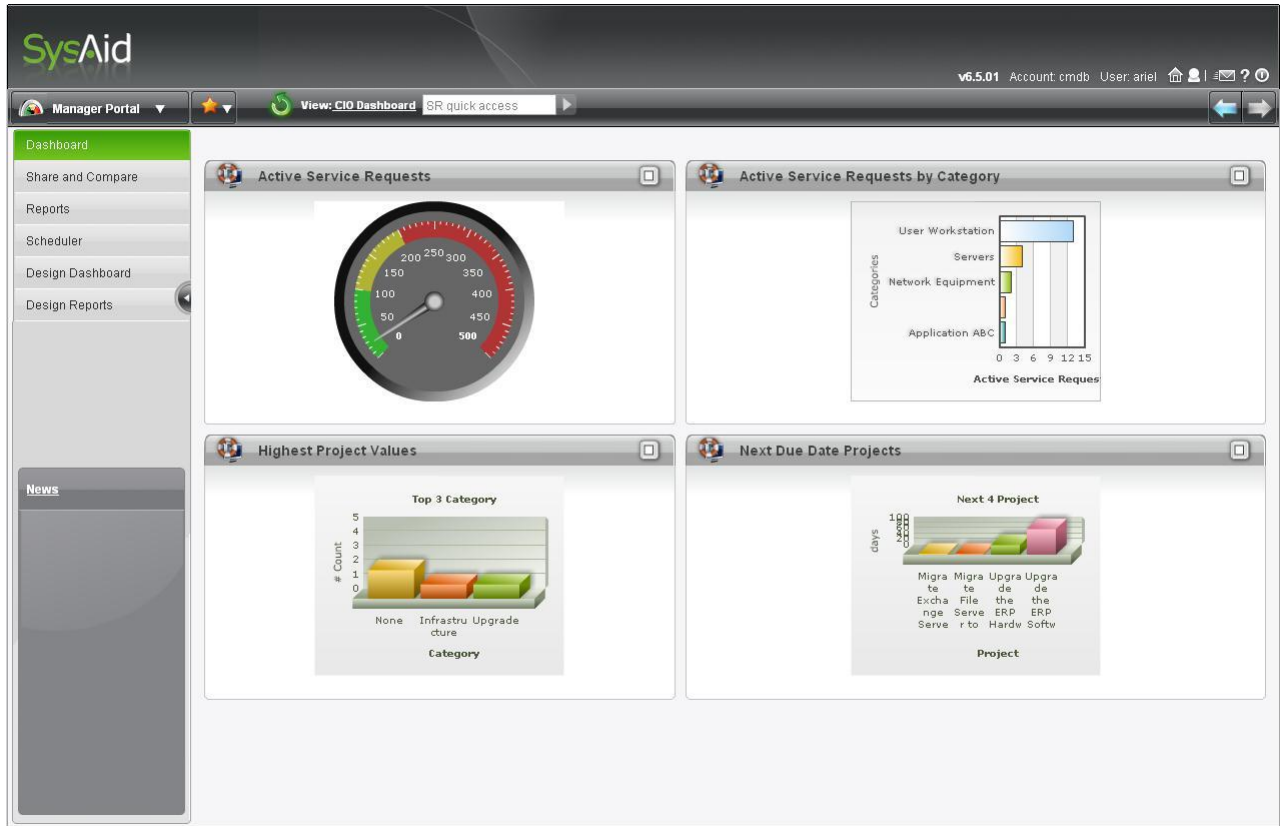 SysAid
v6.5.01 Account: cmdb User: ariel
Manager Portal
View: CIO Dashboard SR quick access
Dashboard
Share and Compare
Reports
Scheduler
Design Dashboard
Design Reports
News
Active Service Requests
0 50 100 150 200 250 300 350 400 450 500
Active Service Requests by Category
Categories
User Workstation
Servers
Network Equipment
Application ABC
0 3 6 9 12 15
Active Service Reques
Highest Project Values
Top 3 Category
# Count
5
4
3
2
1
0
None Infrastru Upgrade
cture
Category
Next Due Date Projects
Next 4 Project
days
100
20
0
Migra Migra Upgra Upgra
te te de de
Excha File the the
nge Serve ERP ERP
Serve r to Hardw Softw
Project